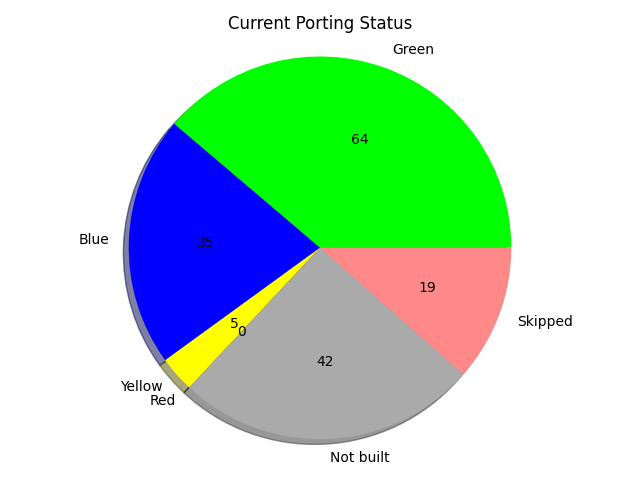 Current Porting Status
Green
64
Blue
35
19
Skipped
5
0
Yellow
Red
42
Not built